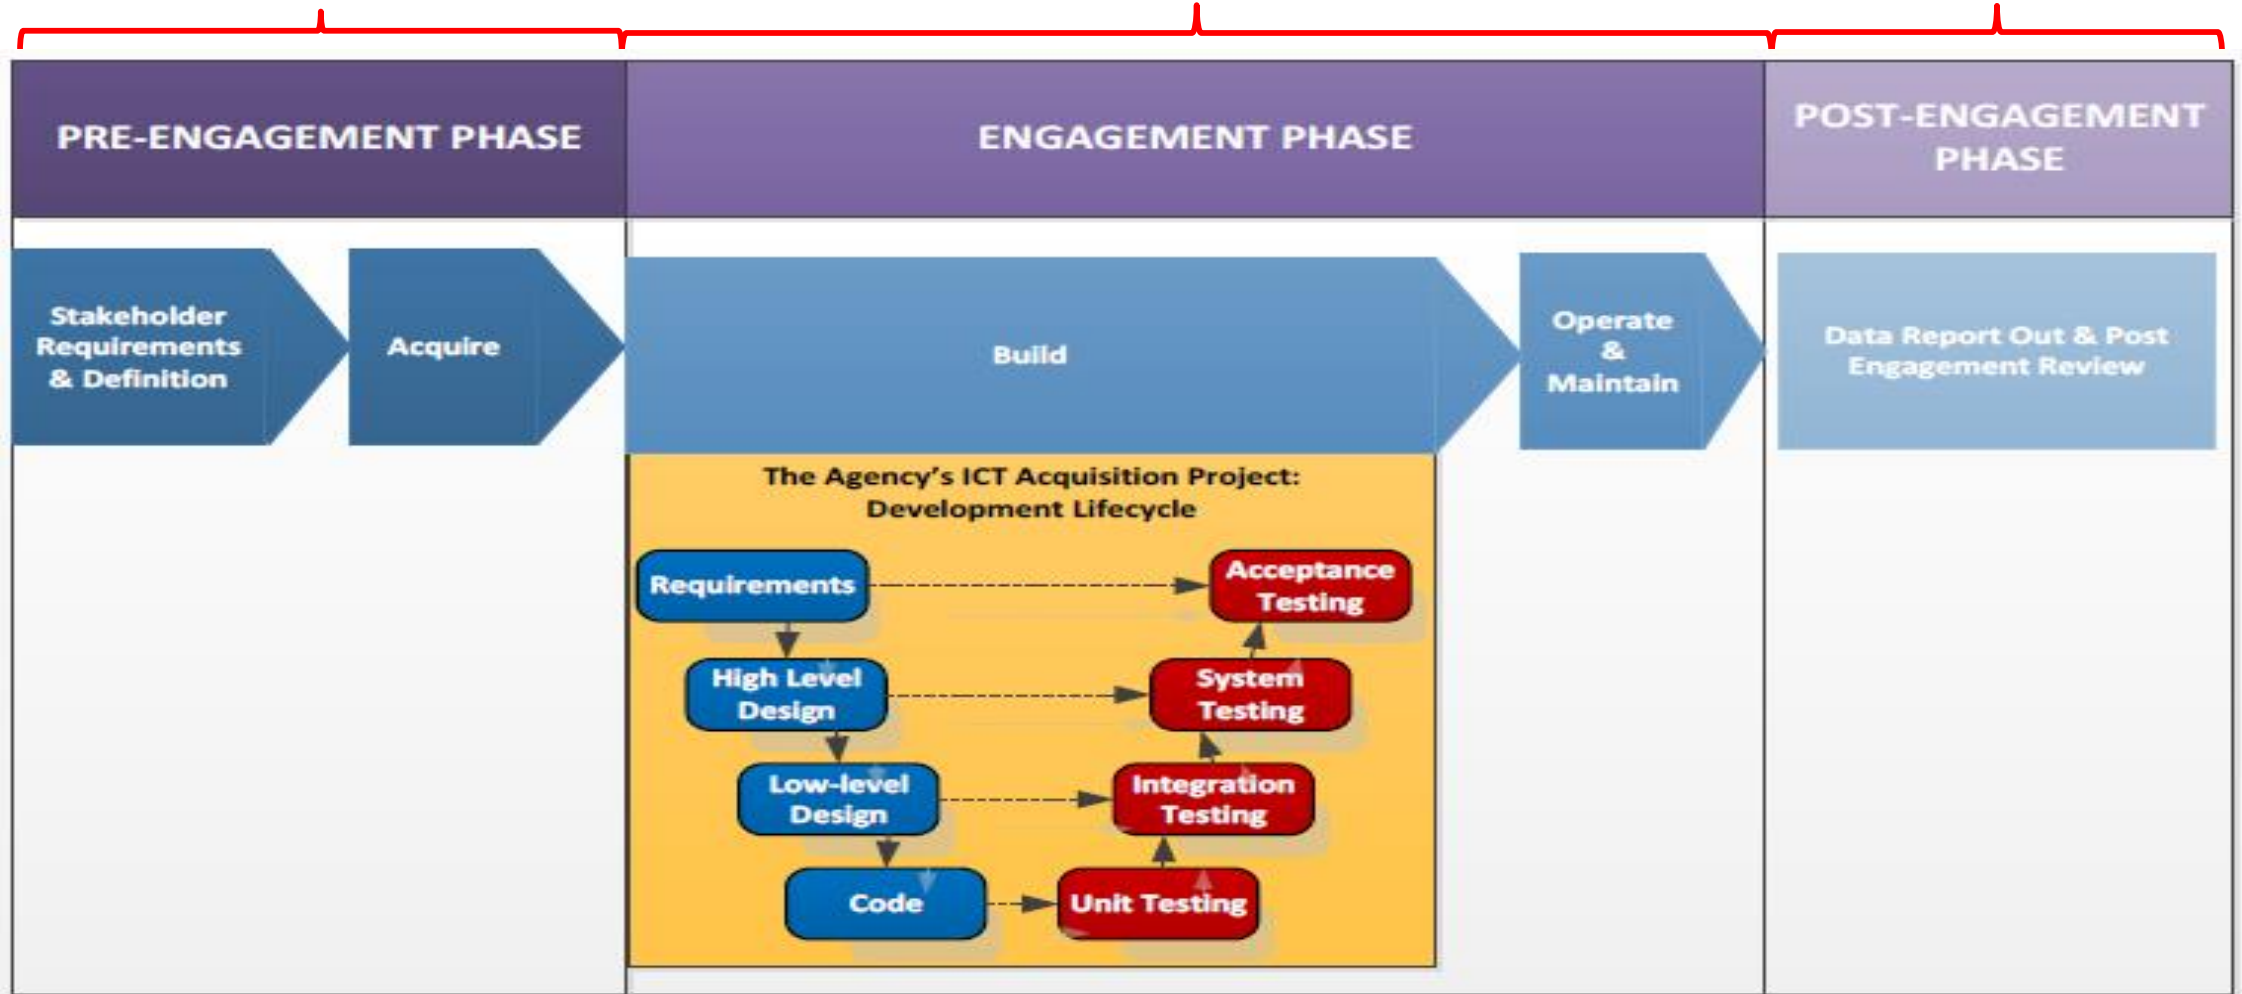 PRE-ENGAGEMENT PHASE
ENGAGEMENT PHASE
POST-ENGAGEMENT
PHASE
Stakeholder
Requirements
& Definition
Acquire
Build
Operate
&
Maintain
Data Report Out & Post
Engagement Review
The Agency's ICT Acquisition Project:
Development Lifecycle
Requirements
Acceptance
Testing
High Level
Design
System
Testing
Low-level
Design
Integration
Testing
Code
Unit Testing